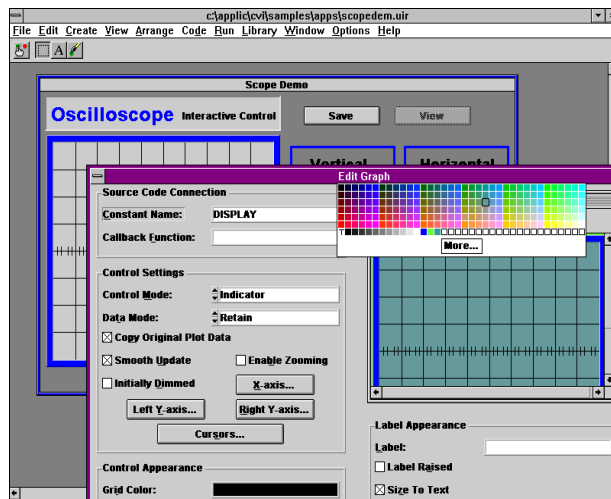 c:\applic\cvi\samples\apps\scopedem.uir
File Edit Create View Arrange Code Run Library Window Options Help
A
Scope Demo
Oscilloscope Interactive Control Save View
Vertical Horizontal
Edit Graph
Source Code Connection
Constant Name: DISPLAY
Callback Function:
T
More...
Control Settings
Control Mode: Indicator
Data Mode: Retain
Copy Original Plot Data
Smooth Update Enable Zooming
Initially Dimmed X-axis...
Left Y-axis... Right Y-axis...
Cursors...
Label Appearance
Label:
Label Raised
Size To Text
Control Appearance
Grid Color: